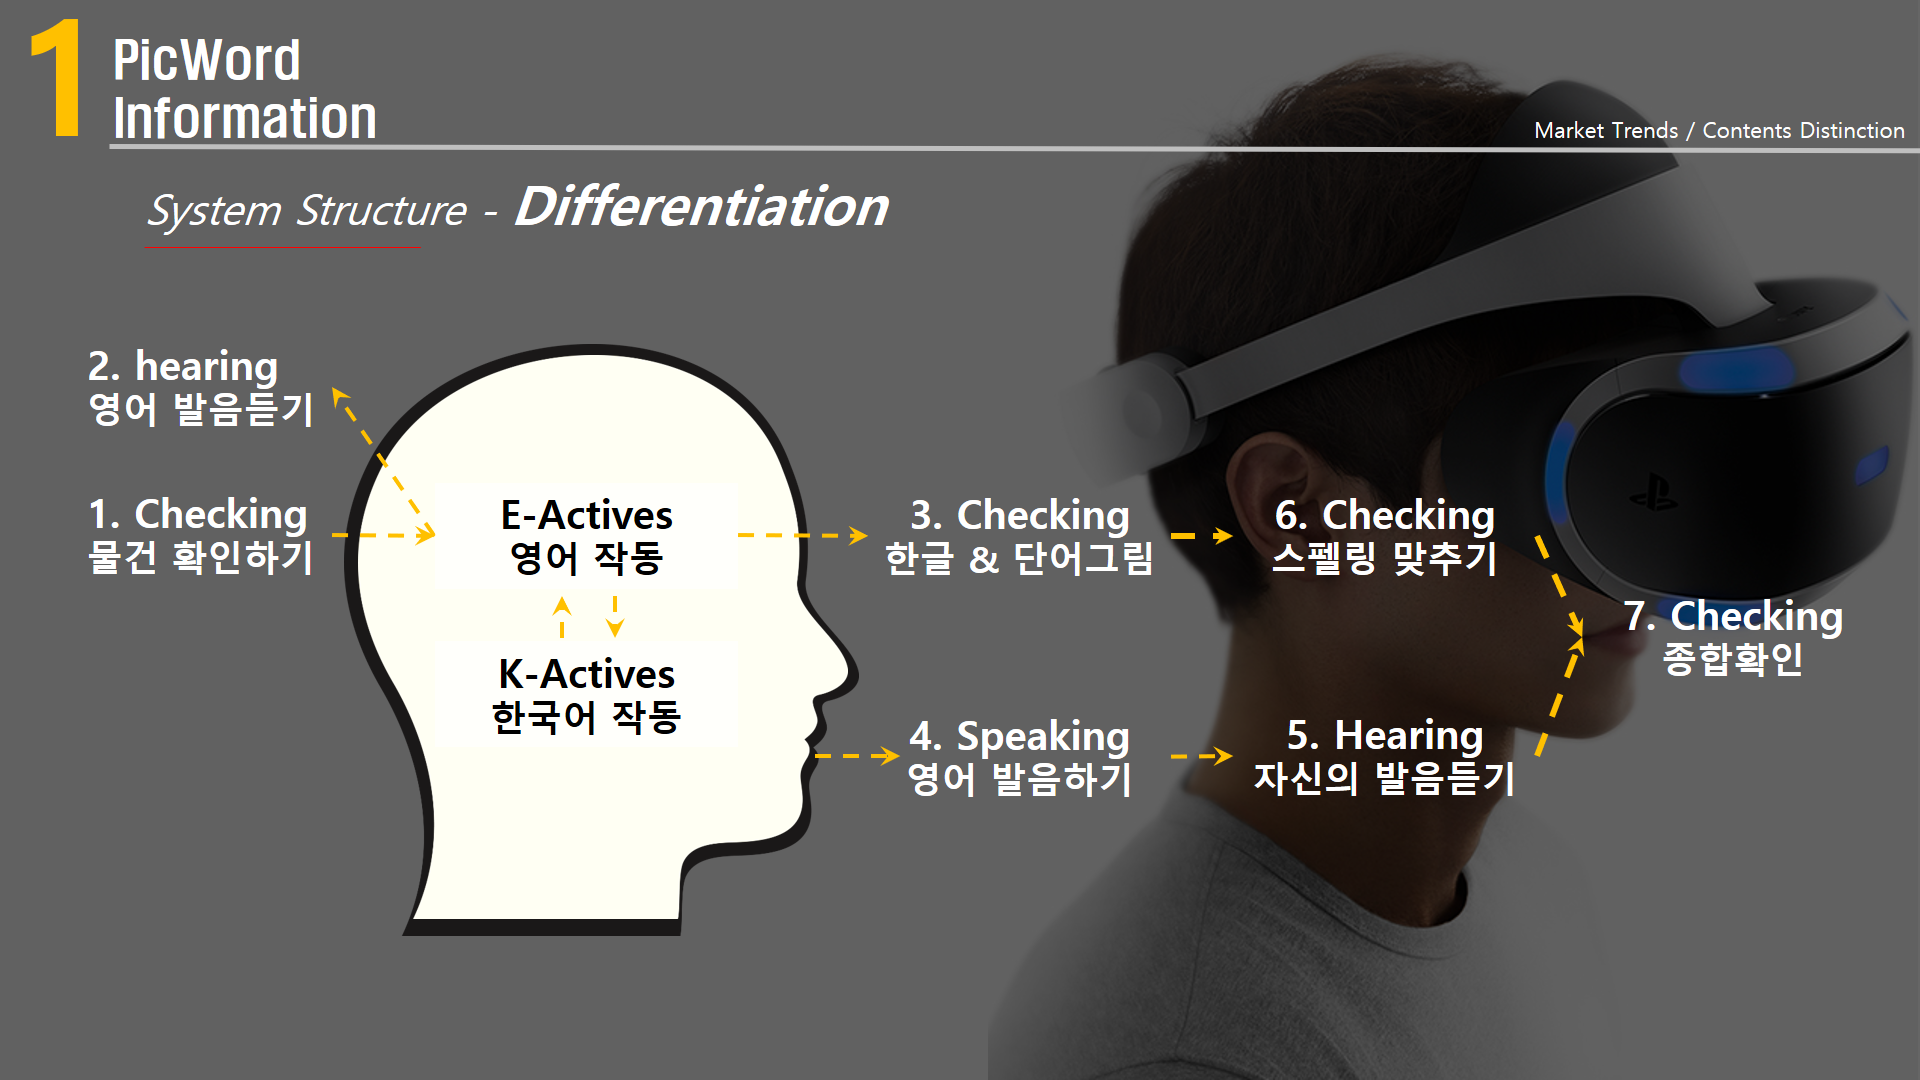 1
PicWord
Information
Market Trends / Contents Distinction
System Structure - Differentiation
2. hearing
영어 발음듣기
1. Checking
물건 확인하기
E-Actives
영어 작동
K-Actives
한국어 작동
3. Checking
한글 & 단어그림
6. Checking
스펠링 맞추기
7. Checking
종합확인
4. Speaking
영어 발음하기
5. Hearing
자신의 발음듣기